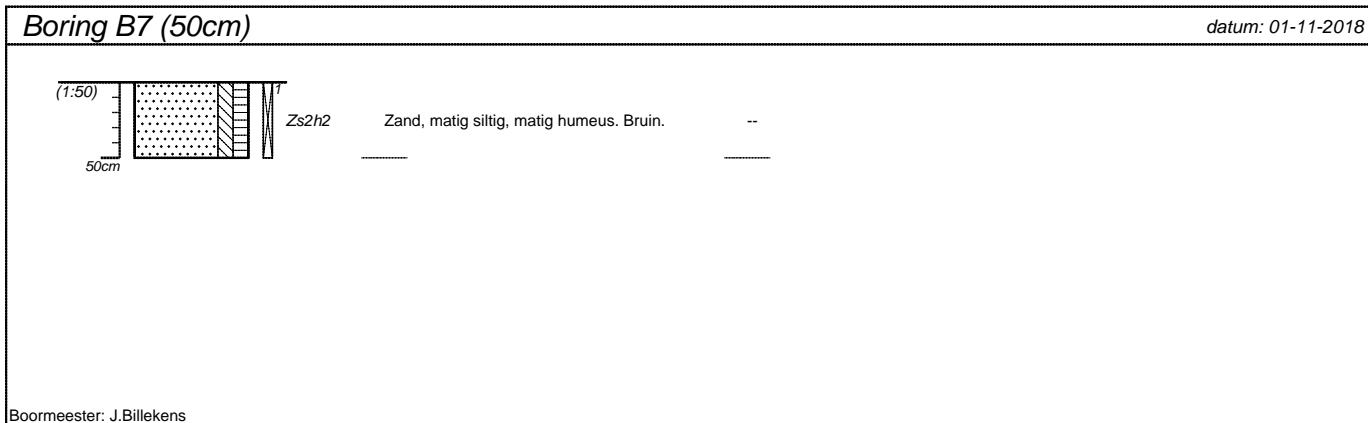 Boring B7 (50cm) datum: 01-11-2018
(1:50) 1
Zs2h2 Zand, matig siltig, matig humeus. Bruin. --
50cm
Boormeester: J.Billekens